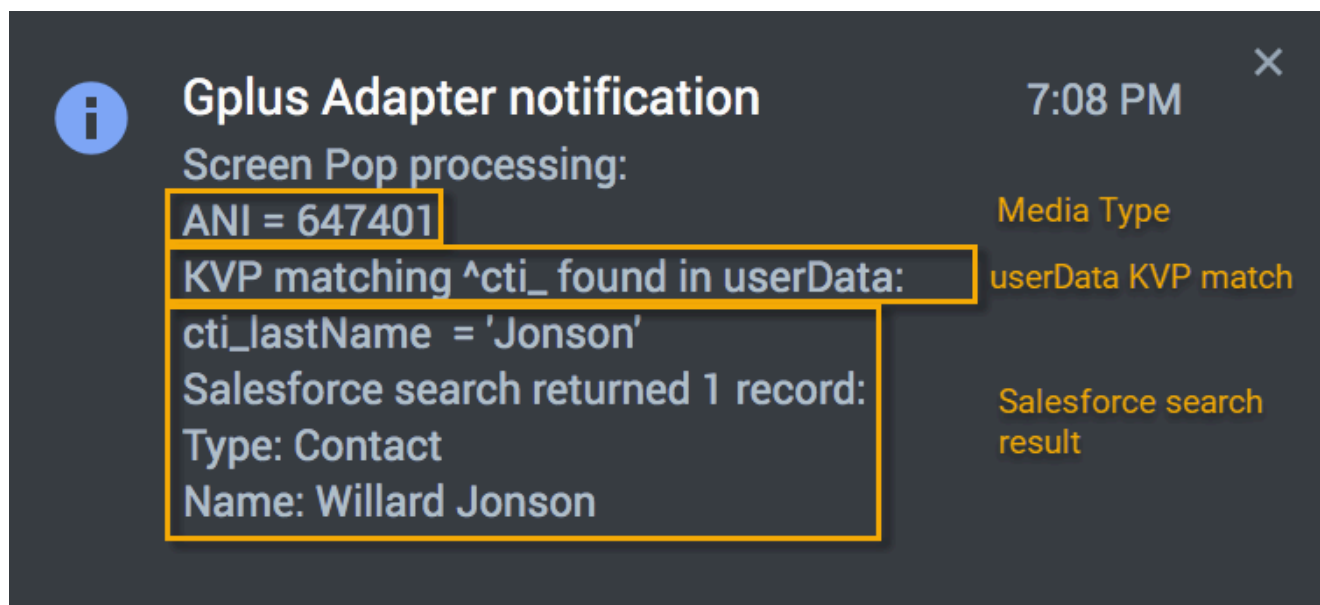 Gplus Adapter notification
7:08 PM
Screen Pop processing:
ANI = 647401
Media Type
KVP matching ^cti_ found in userData:
userData KVP match
cti_lastName = 'Jonson'
Salesforce search returned 1 record:
Type: Contact
Name: Willard Jonson
Salesforce search
result